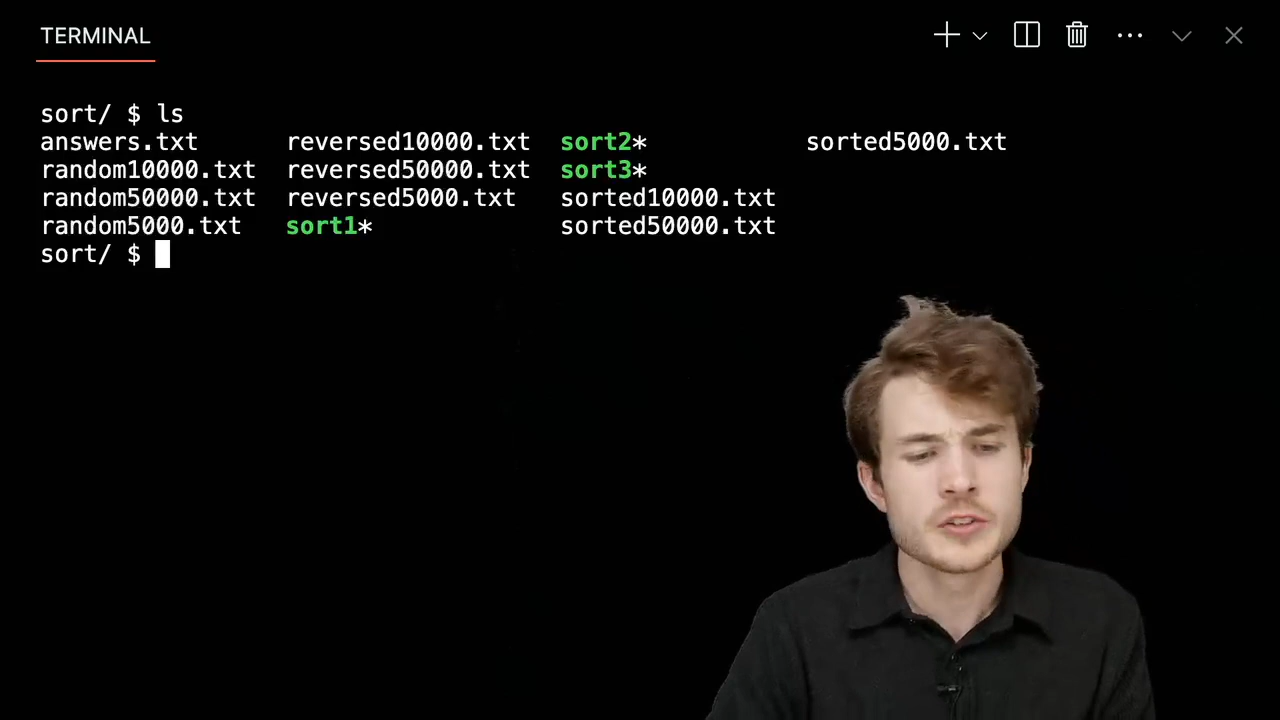 TERMINAL
sort/ $ ls
answers.txt reversed10000.txt sort2* sorted5000.txt
random10000.txt reversed50000.txt sort3*
random50000.txt reversed5000.txt sorted10000.txt
random5000.txt sort1* sorted50000.txt
sort/ $